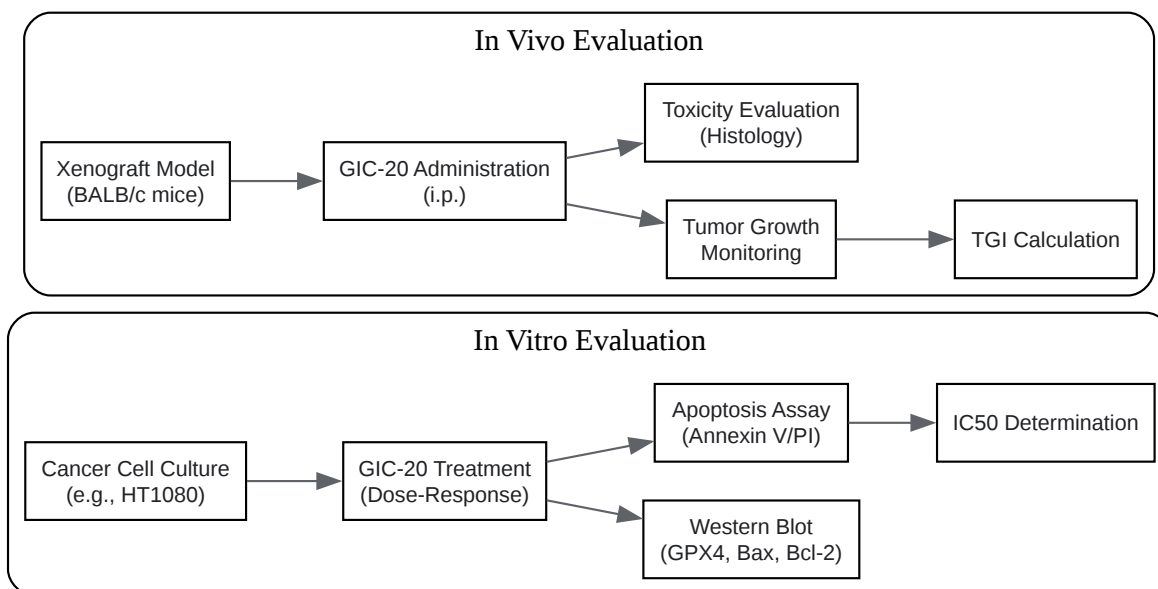 In Vivo Evaluation
Xenograft Model
(BALB/c mice)
GIC-20 Administration
(i.p.)
Toxicity Evaluation
(Histology)
Tumor Growth
Monitoring
TGI Calculation
In Vitro Evaluation
Cancer Cell Culture
(e.g., HT1080)
GIC-20 Treatment
(Dose-Response)
Apoptosis Assay
(Annexin V/PI)
IC50 Determination
Western Blot
(GPX4, Bax, Bcl-2)